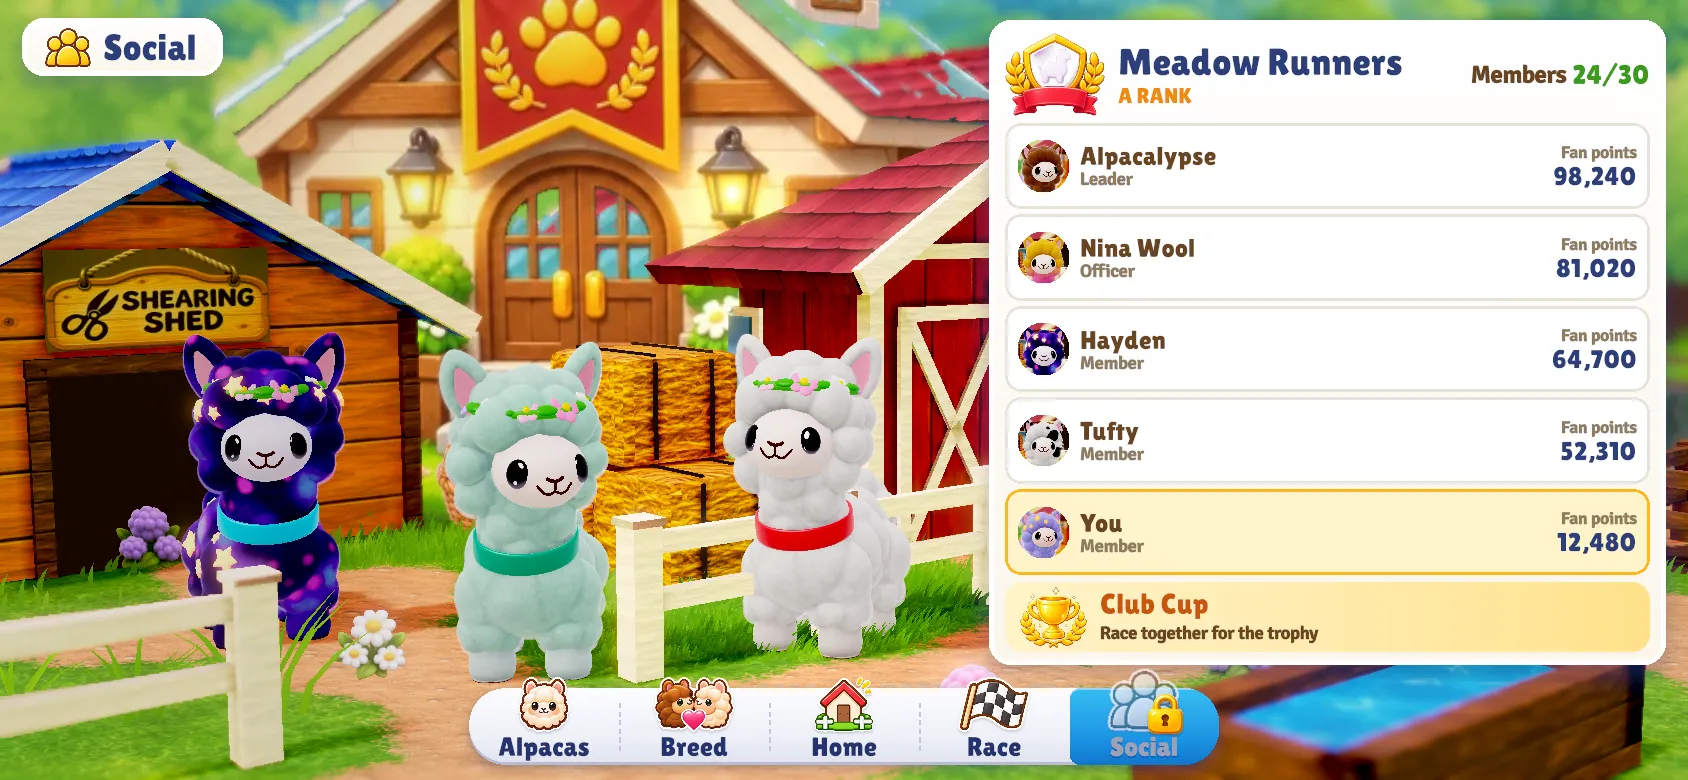 Social
Meadow Runners
A RANK
Members 24/30
Alpacalypse
Leader
Fan points
98,240
Nina Wool
Officer
Fan points
81,020
Hayden
Member
Fan points
64,700
Tufty
Member
Fan points
52,310
You
Member
Fan points
12,480
Club Cup
Race together for the trophy
SHEARING
SHED
Alpacas
Breed
Home
Race
Social